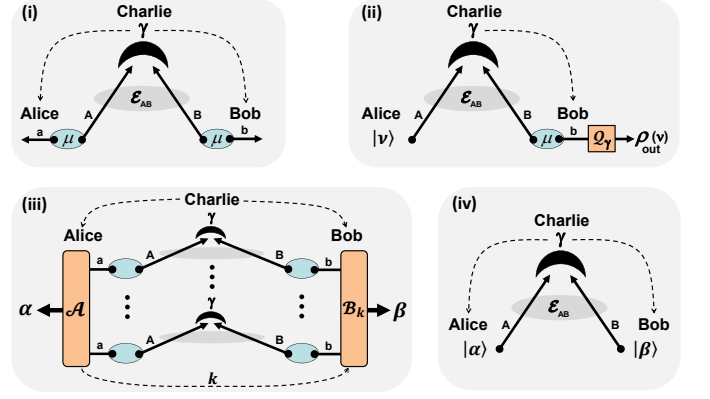 (i)
Charlie
γ
Alice
Bob
A
B
ℰ_AB
a
μ
μ
b
(ii)
Charlie
γ
Alice
Bob
A
B
ℰ_AB
|ν⟩
μ
b
𝒬_γ
ρ_out(ν)
(iii)
Charlie
γ
Alice
Bob
a
A
B
b
α
𝒜
ℬ_k
β
γ
a
A
B
b
k
(iv)
Charlie
γ
Alice
Bob
A
B
ℰ_AB
|α⟩
|β⟩